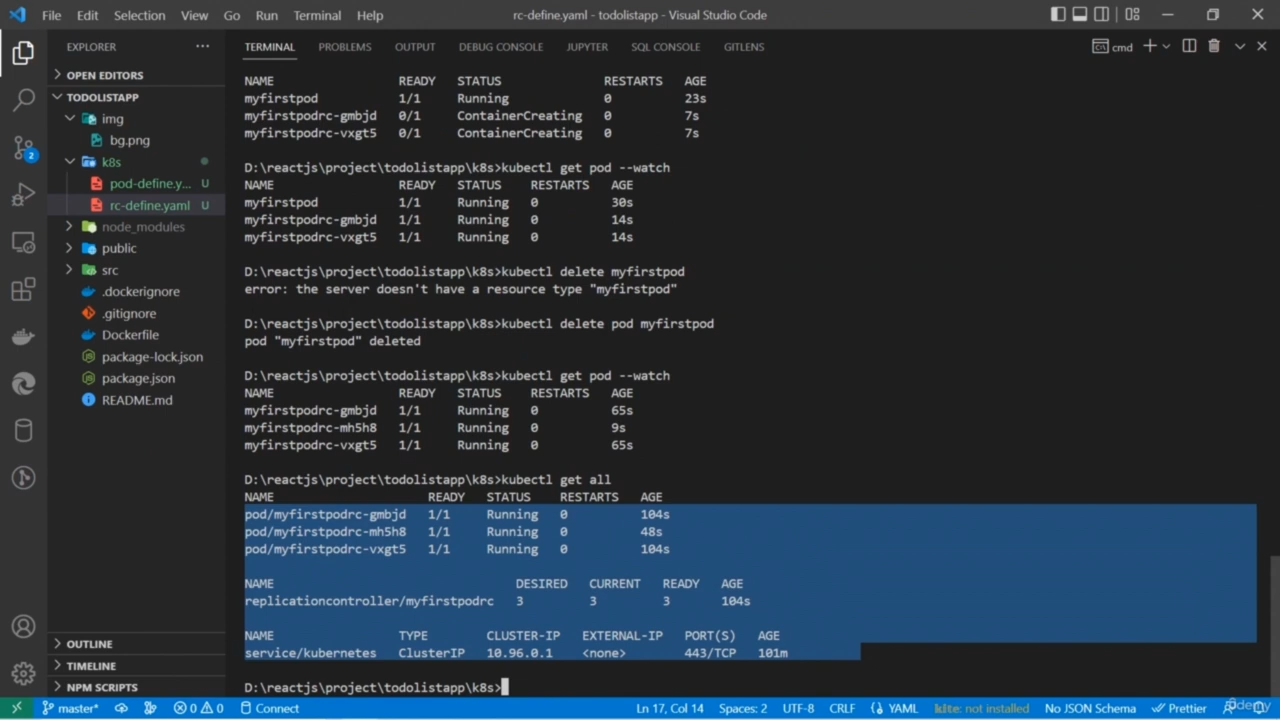 File Edit Selection View Go Run Terminal Help rc-define.yaml - todolistapp - Visual Studio Code
EXPLORER
OPEN EDITORS
TODOLISTAPP
img
bg.png
k8s
pod-define.y... U
rc-define.yaml U
node_modules
public
src
.dockerignore
.gitignore
Dockerfile
package-lock.json
package.json
README.md
OUTLINE
TIMELINE
NPM SCRIPTS
2
TERMINAL PROBLEMS OUTPUT DEBUG CONSOLE JUPYTER SQL CONSOLE GITLENS cmd
NAME READY STATUS RESTARTS AGE
myfirstpod 1/1 Running 0 23s
myfirstpodrc-gmbjd 0/1 ContainerCreating 0 7s
myfirstpodrc-vxgt5 0/1 ContainerCreating 0 7s
D:\reactjs\project\todolistapp\k8s>kubectl get pod --watch
NAME READY STATUS RESTARTS AGE
myfirstpod 1/1 Running 0 30s
myfirstpodrc-gmbjd 1/1 Running 0 14s
myfirstpodrc-vxgt5 1/1 Running 0 14s
D:\reactjs\project\todolistapp\k8s>kubectl delete myfirstpod
error: the server doesn't have a resource type "myfirstpod"
D:\reactjs\project\todolistapp\k8s>kubectl delete pod myfirstpod
pod "myfirstpod" deleted
D:\reactjs\project\todolistapp\k8s>kubectl get pod --watch
NAME READY STATUS RESTARTS AGE
myfirstpodrc-gmbjd 1/1 Running 0 65s
myfirstpodrc-mh5h8 1/1 Running 0 9s
myfirstpodrc-vxgt5 1/1 Running 0 65s
D:\reactjs\project\todolistapp\k8s>kubectl get all
NAME READY STATUS RESTARTS AGE
pod/myfirstpodrc-gmbjd 1/1 Running 0 104s
pod/myfirstpodrc-mh5h8 1/1 Running 0 48s
pod/myfirstpodrc-vxgt5 1/1 Running 0 104s
NAME DESIRED CURRENT READY AGE
replicationcontroller/myfirstpodrc 3 3 3 104s
NAME TYPE CLUSTER-IP EXTERNAL-IP PORT(S) AGE
service/kubernetes ClusterIP 10.96.0.1 <none> 443/TCP 101m
D:\reactjs\project\todolistapp\k8s>
master* 0 0 Connect Ln 17, Col 14 Spaces: 2 UTF-8 CRLF YAML kite: not installed No JSON Schema Prettier
Udemy